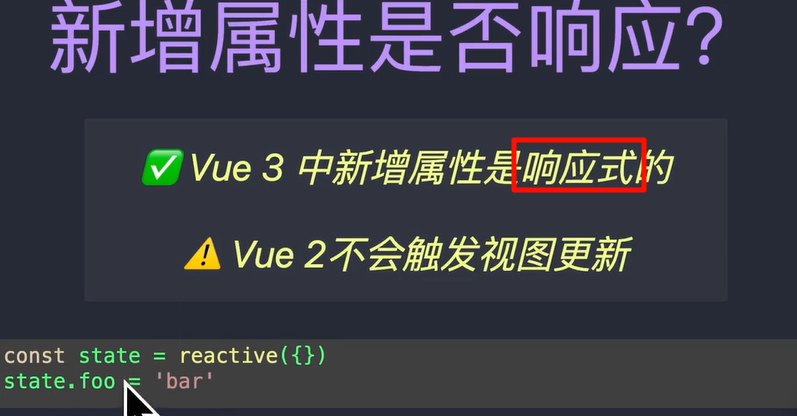 新增属性是否响应?
✅ Vue 3 中新增属性是响应式的
⚠️ Vue 2不会触发视图更新
const state = reactive({})
state.foo = 'bar'